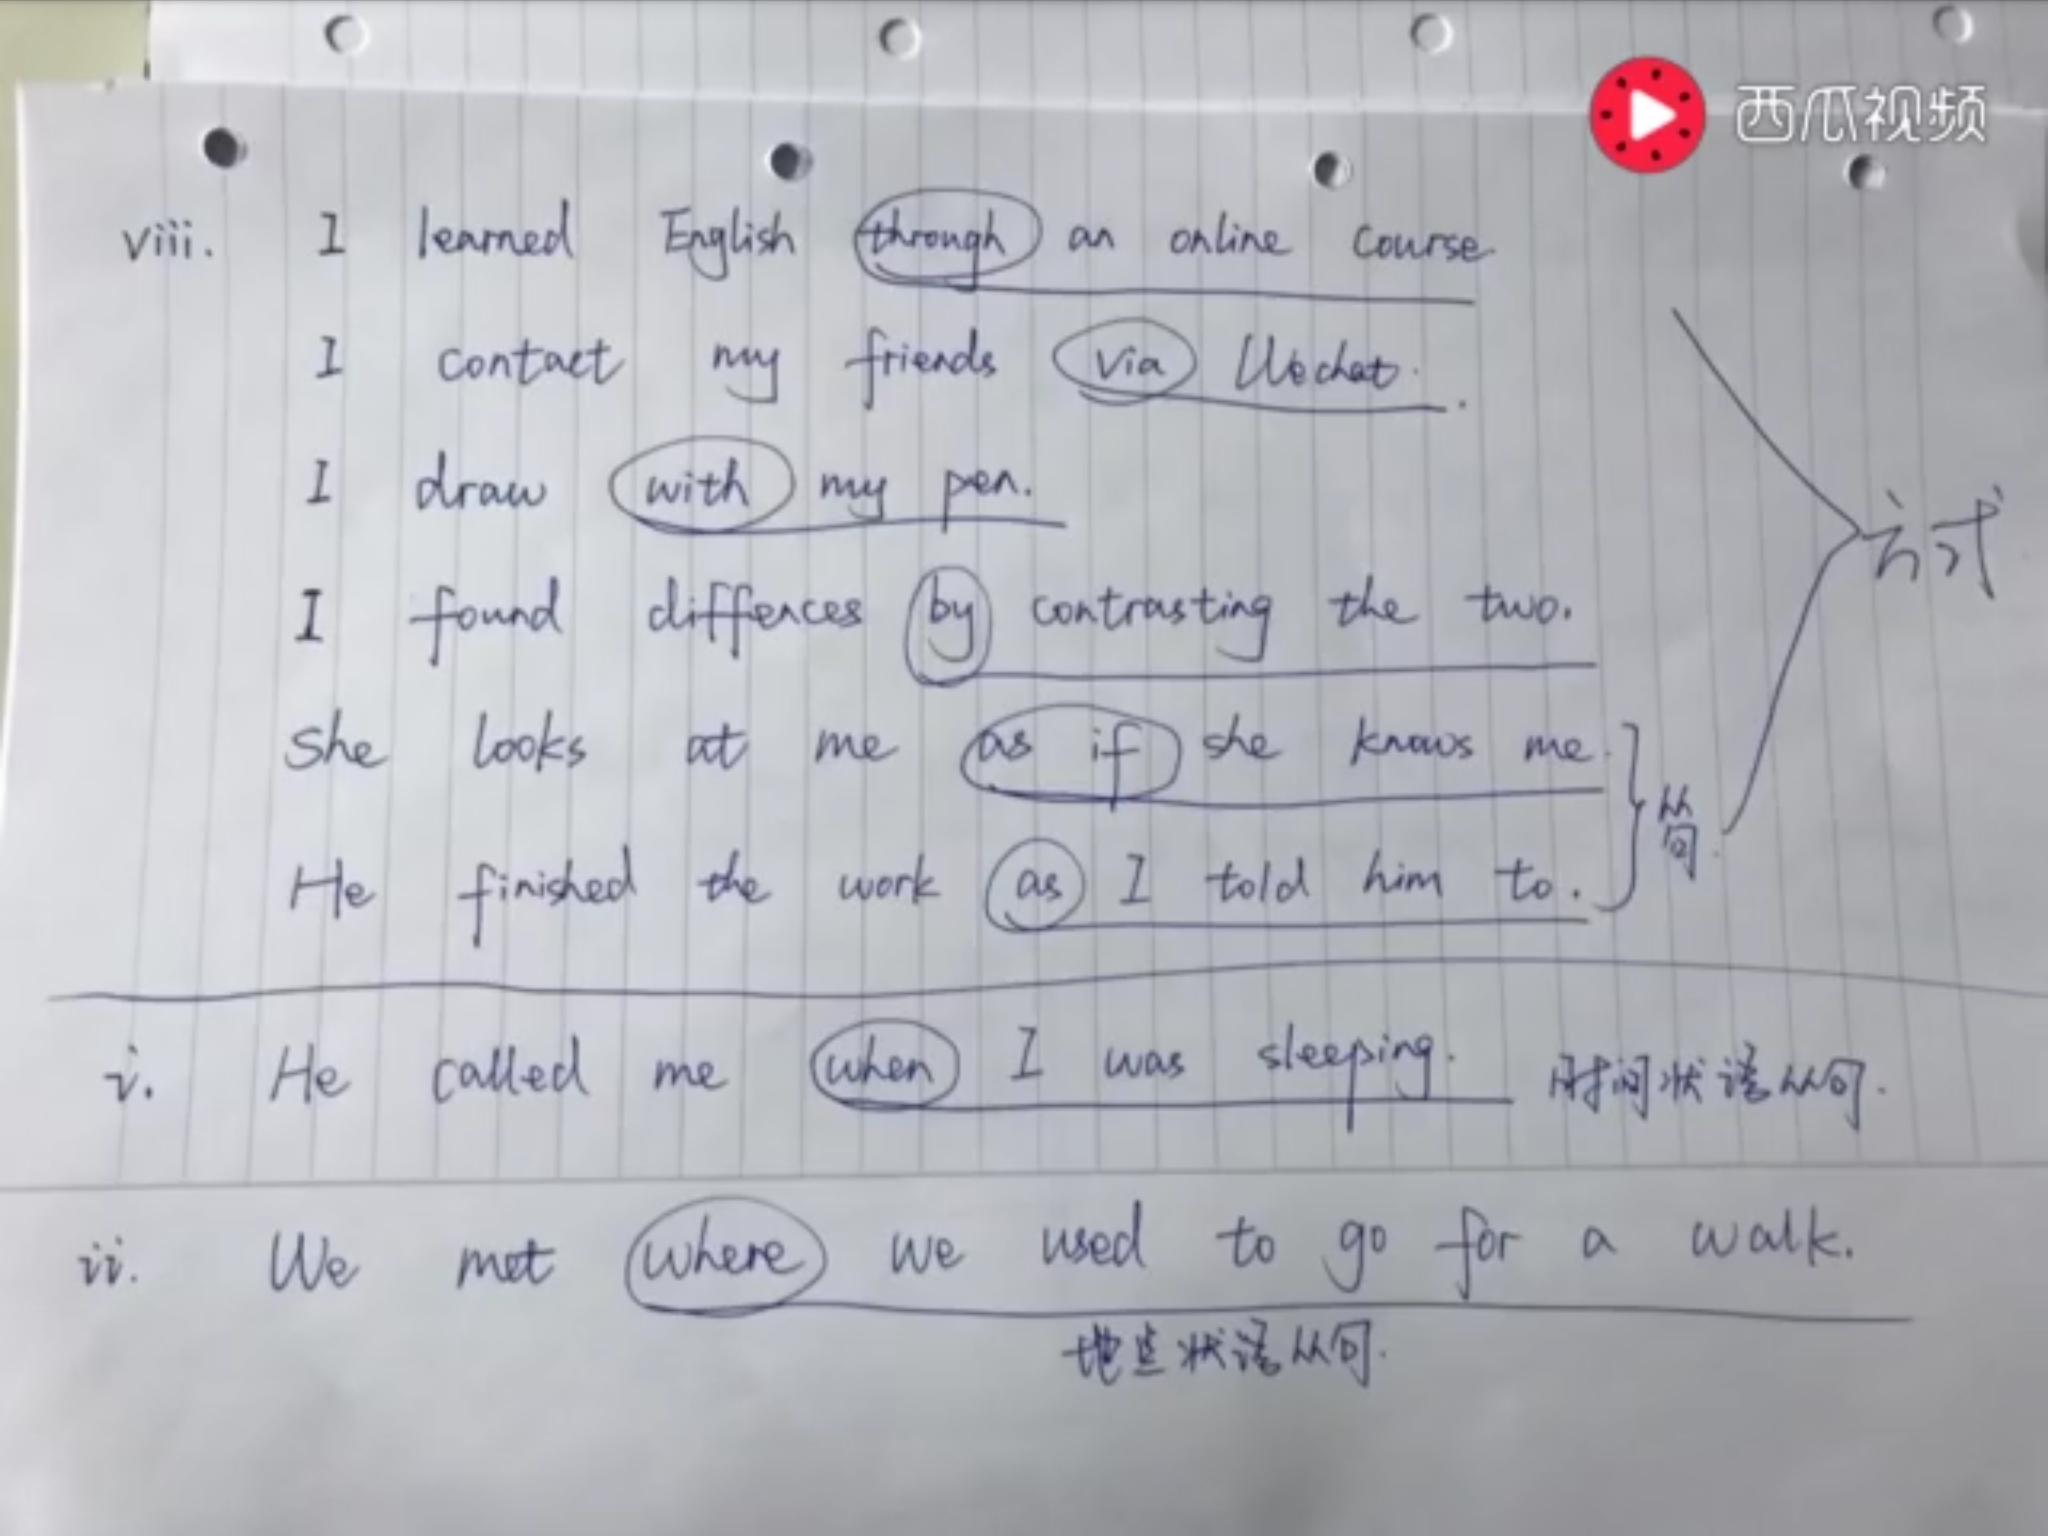 西瓜视频
viii. I learned English through an online course.
I contact my friends via Wechat.
I draw with my pen.
方式
I found diffences by contrasting the two.
She looks at me as if she knows me.
从句.
He finished the work as I told him to.
i. He called me when I was sleeping. 时间状语从句.
ii. We met where we used to go for a walk.
地点状语从句.